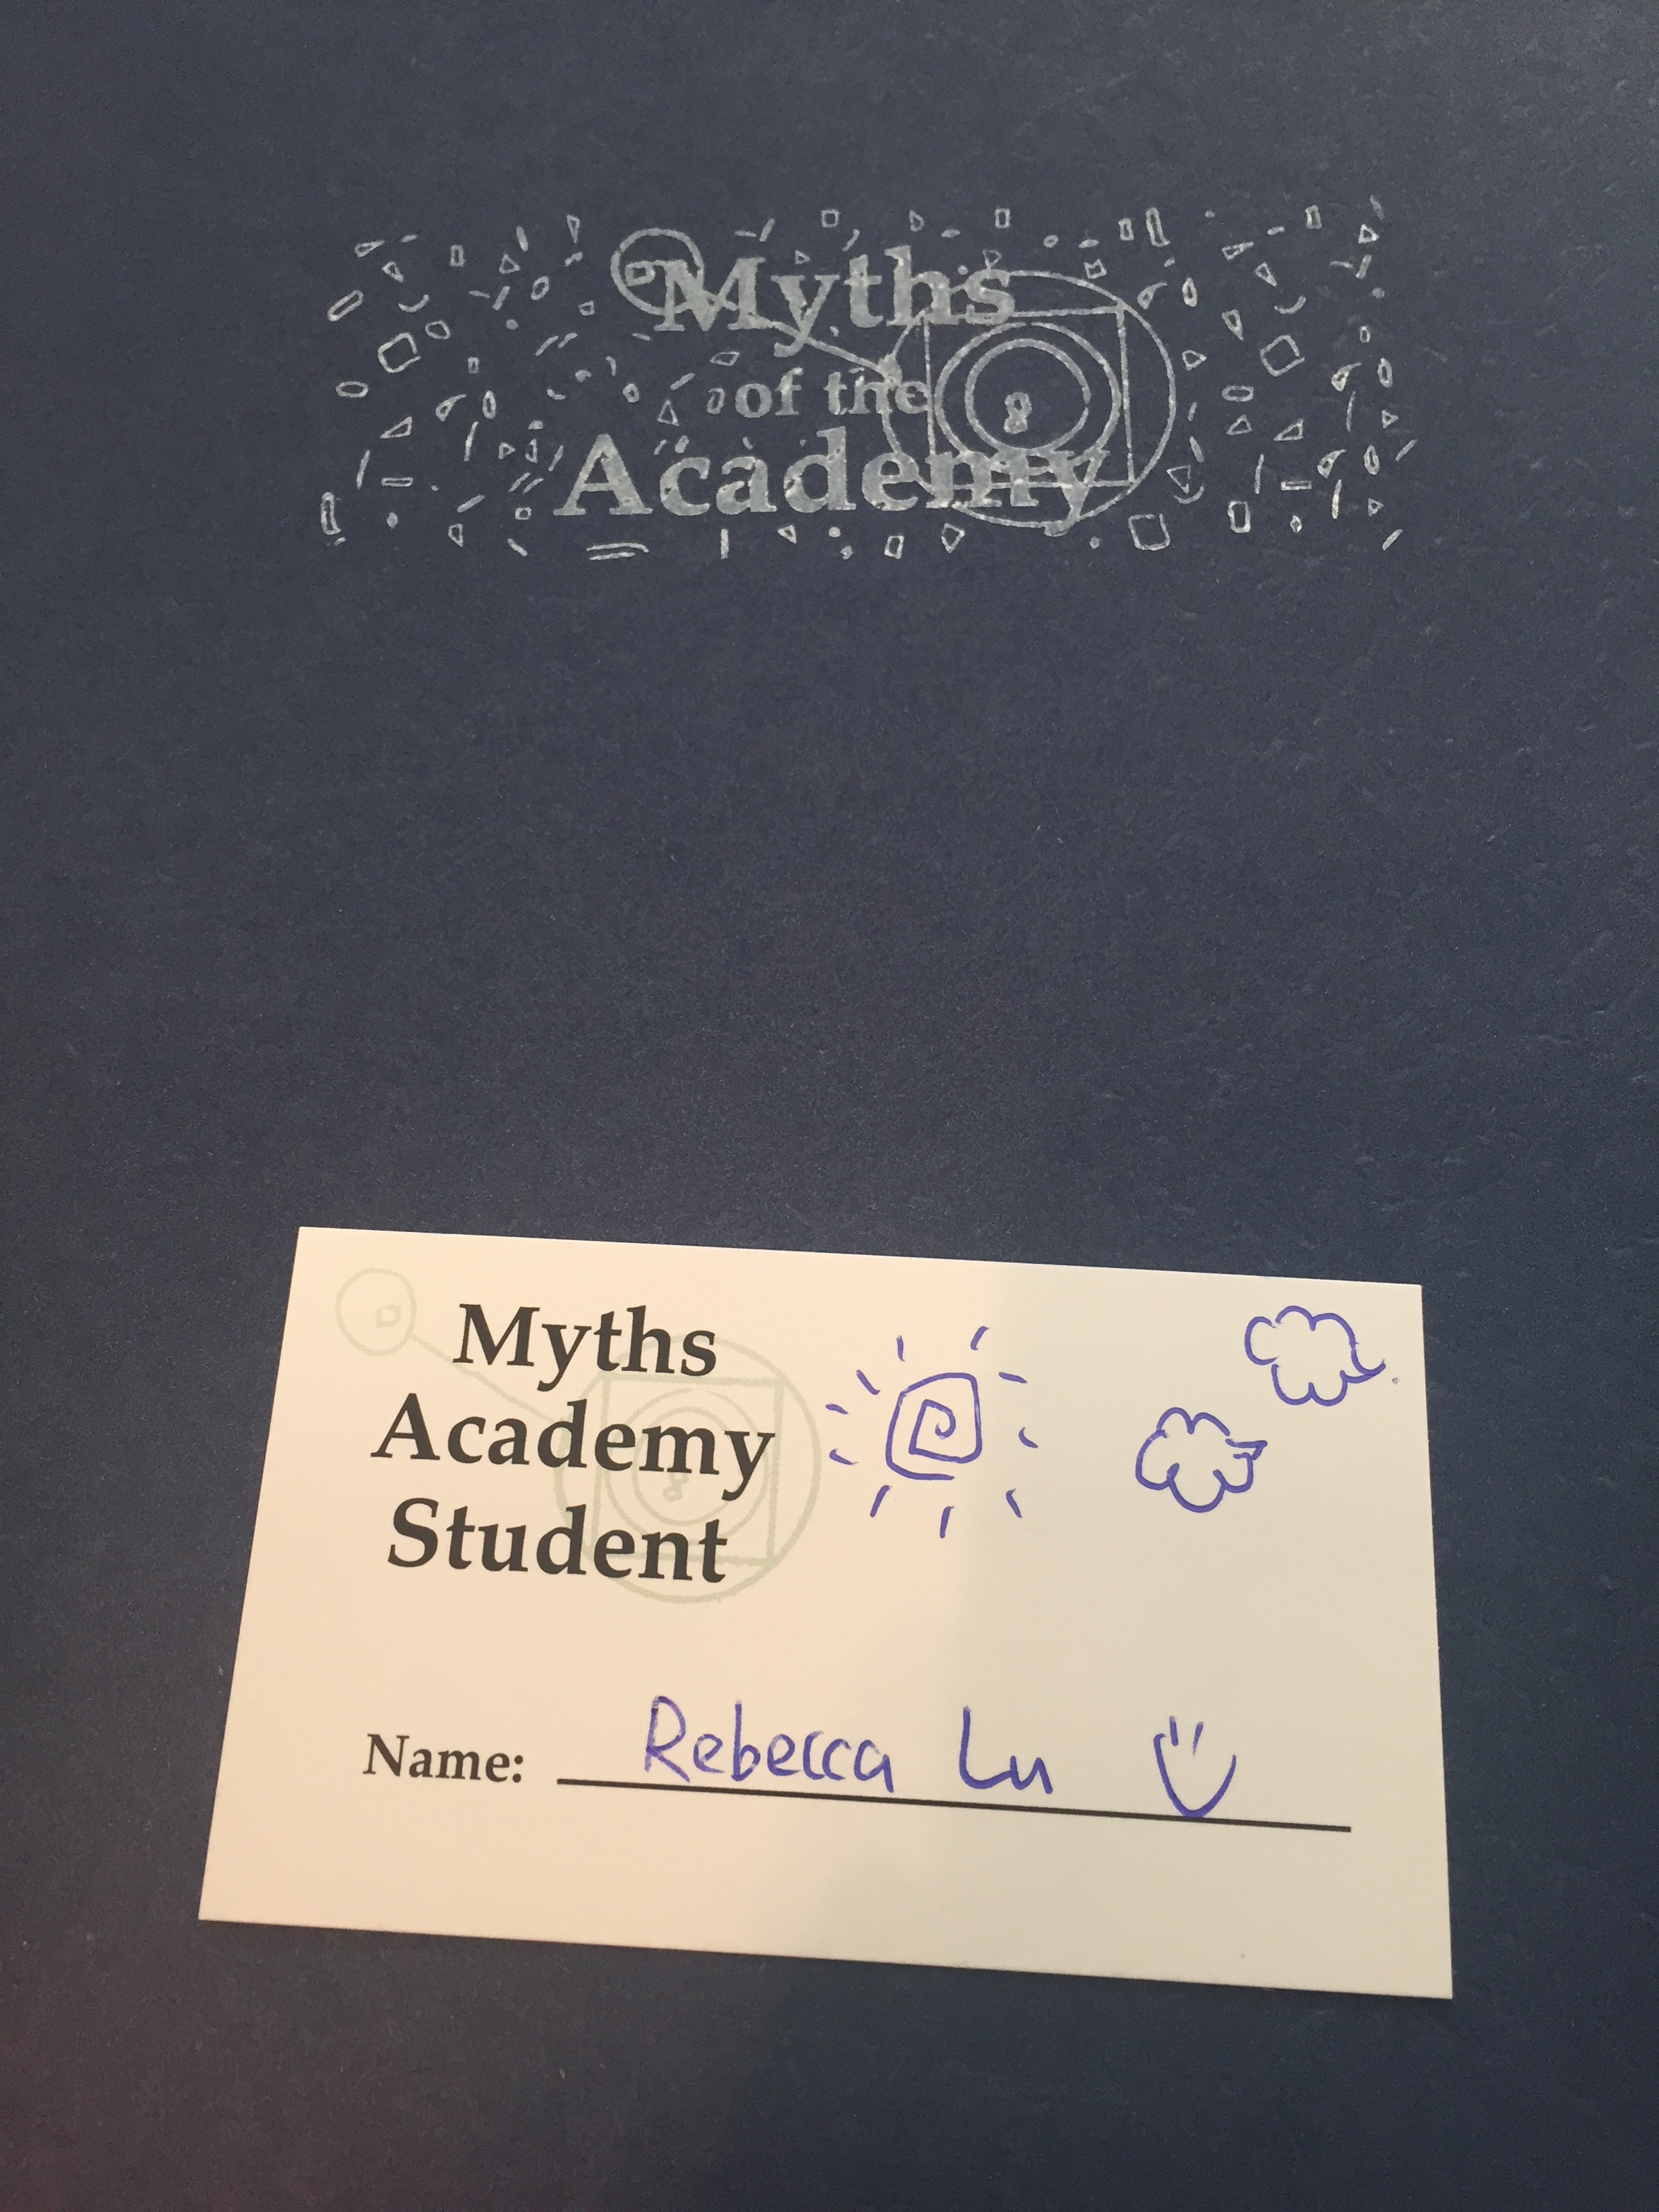 Myths
of the
Academy
Myths
Academy
Student
Name: Rebecca Lu